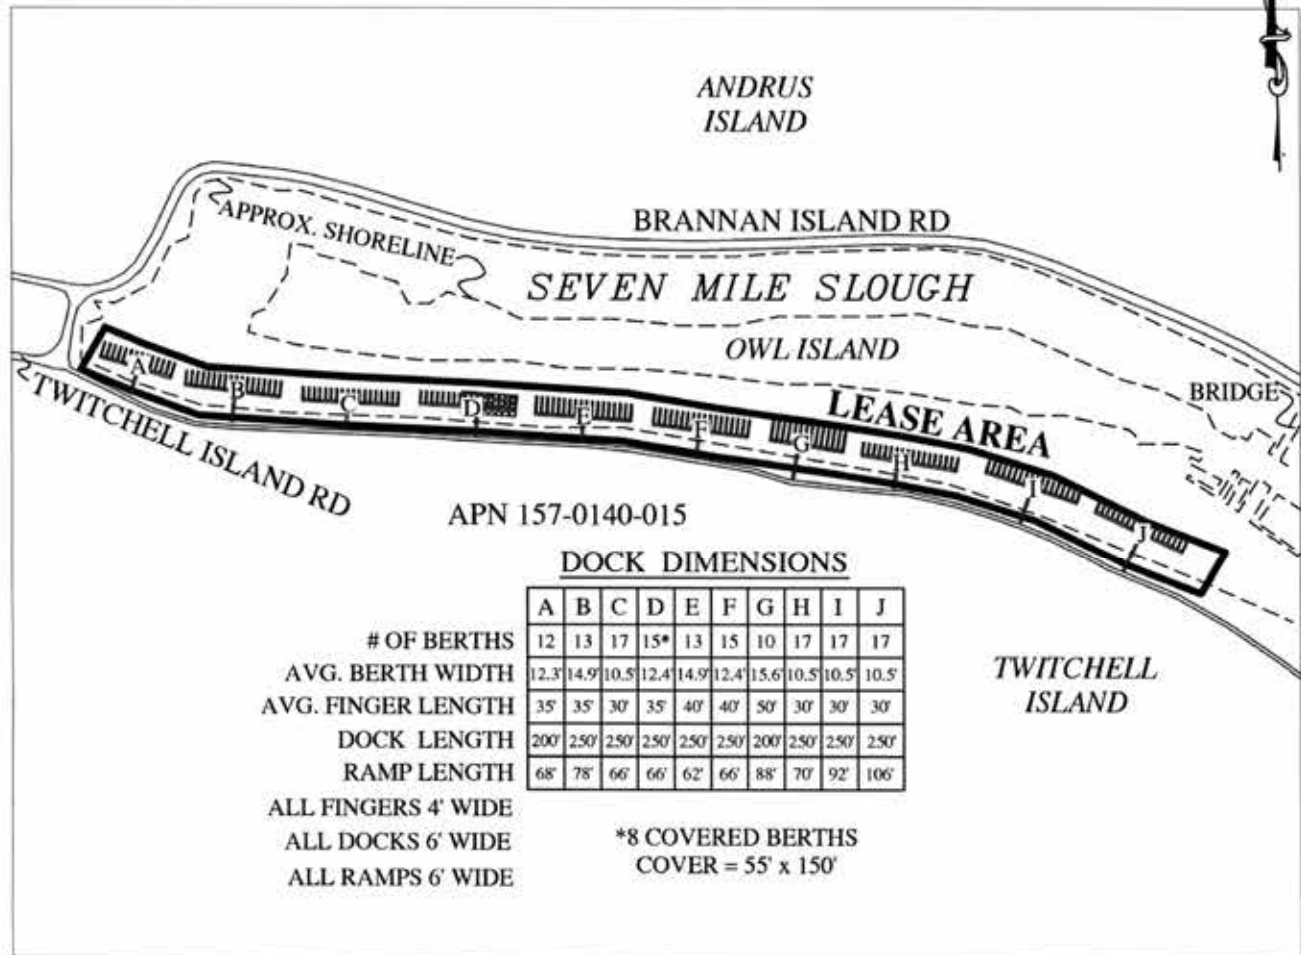 ANDRUS
ISLAND
BRANNAN ISLAND RD
APPROX. SHORELINE
SEVEN MILE SLOUGH
OWL ISLAND
BRIDGE
LEASE AREA
A
B
C
D
E
F
G
H
I
J
TWITCHELL ISLAND RD
APN 157-0140-015
TWITCHELL
ISLAND
DOCK DIMENSIONS
A B C D E F G H I J
# OF BERTHS 12 13 17 15* 13 15 10 17 17 17
AVG. BERTH WIDTH 12.3' 14.9' 10.5' 12.4' 14.9' 12.4' 15.6' 10.5' 10.5' 10.5'
AVG. FINGER LENGTH 35' 35' 30' 35' 40' 40' 50' 30' 30' 30'
DOCK LENGTH 200' 250' 250' 250' 250' 250' 200' 250' 250' 250'
RAMP LENGTH 68' 78' 66' 66' 62' 66' 88' 70' 92' 106'
ALL FINGERS 4' WIDE
ALL DOCKS 6' WIDE
ALL RAMPS 6' WIDE
*8 COVERED BERTHS
COVER = 55' x 150'